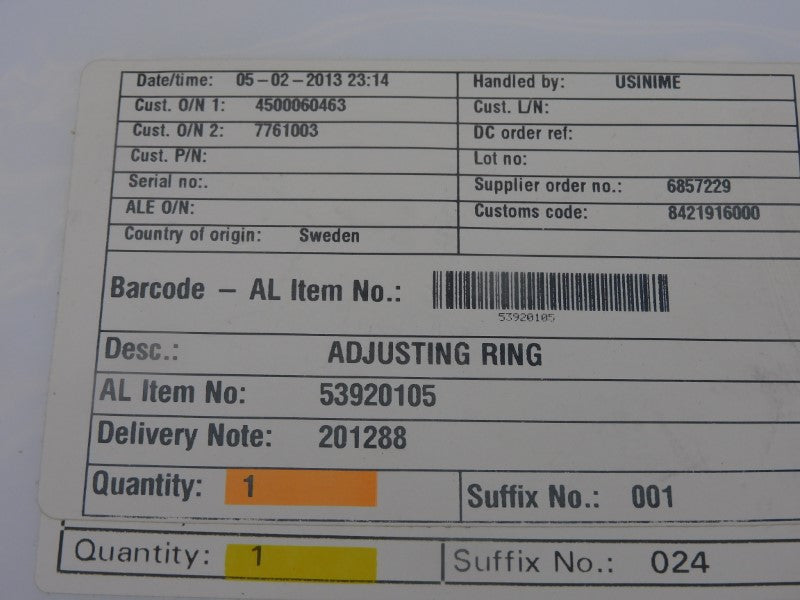 Date/time: 05-02-2013 23:14 Handled by: USINIME
Cust. O/N 1: 4500060463 Cust. L/N:
Cust. O/N 2: 7761003 DC order ref:
Cust. P/N: Lot no:
Serial no:. Supplier order no.: 6857229
ALE O/N: Customs code: 8421916000
Country of origin: Sweden
Barcode - AL Item No.:
53920105
Desc.: ADJUSTING RING
AL Item No: 53920105
Delivery Note: 201288
Quantity: 1 Suffix No.: 001
Quantity: 1 Suffix No.: 024